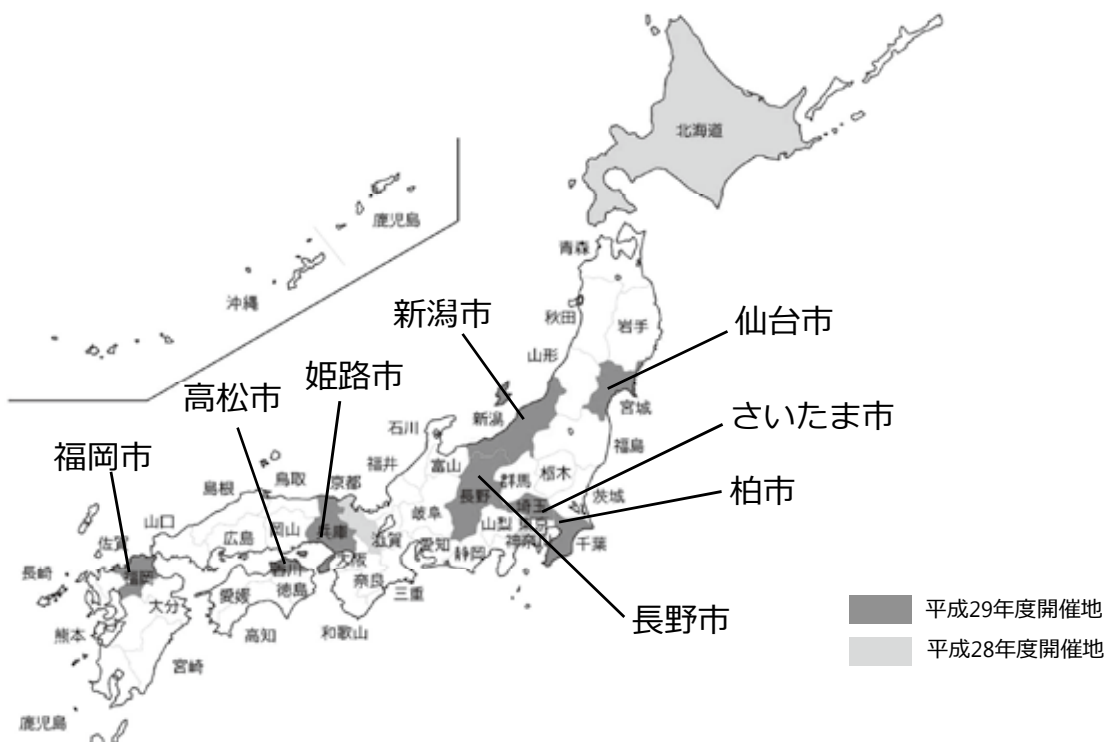 北海道
鹿児島
沖縄
青森
秋田
岩手
新潟市
仙台市
山形
宮城
姫路市
高松市
さいたま市
新潟
石川
福島
福岡市
福井
富山
群馬
栃木
柏市
鳥取
京都
島根
長野
埼玉
茨城
山口
岡山
兵庫
岐阜
山梨
東京
佐賀
広島
滋賀
愛知
静岡
神奈川
千葉
長崎
福岡
香川
大阪
奈良
大分
愛媛
徳島
三重
長野市
熊本
高知
和歌山
宮崎
鹿児島
平成29年度開催地
平成28年度開催地